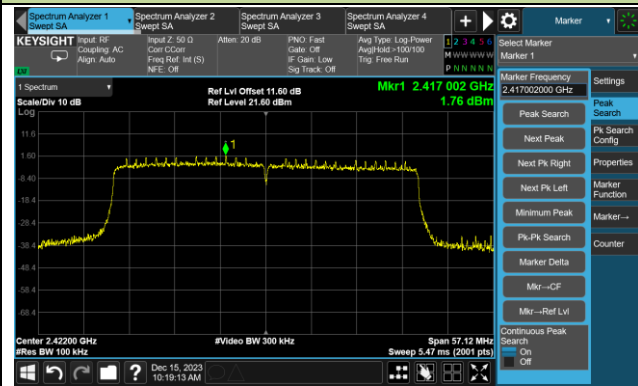 Spectrum Analyzer 1
Swept SA
Spectrum Analyzer 2
Swept SA
Spectrum Analyzer 3
Swept SA
Spectrum Analyzer 4
Swept SA
+
Marker
KEYSIGHT
Input: RF
Coupling: AC
Align: Auto
Input Z: 50 Ω
Corr CCorr
Freq Ref: Int (S)
NFE: Off
Atten: 20 dB
PNO: Fast
Gate: Off
IF Gain: Low
Sig Track: Off
Avg Type: Log-Power
Avg|Hold:>100/100
Trig: Free Run
1 2 3 4 5 6
M W W W W W
P N N N N N
Select Marker
Marker 1
1 Spectrum
Scale/Div 10 dB
Log
Ref Lvl Offset 11.60 dB
Ref Level 21.60 dBm
Mkr1 2.417 002 GHz
1.76 dBm
11.6
1.60
-8.40
-18.4
-28.4
-38.4
-48.4
-58.4
-68.4
1
Center 2.42200 GHz
#Res BW 100 kHz
#Video BW 300 kHz
Span 57.12 MHz
Sweep 5.47 ms (2001 pts)
Marker Frequency
2.417002000 GHz
Peak Search
Next Peak
Next Pk Right
Next Pk Left
Minimum Peak
Pk-Pk Search
Marker Delta
Mkr→CF
Mkr→Ref Lvl
Continuous Peak
Search
On
Off
Settings
Peak
Search
Pk Search
Config
Properties
Marker
Function
Marker→
Counter
?
Dec 15, 2023
10:19:13 AM